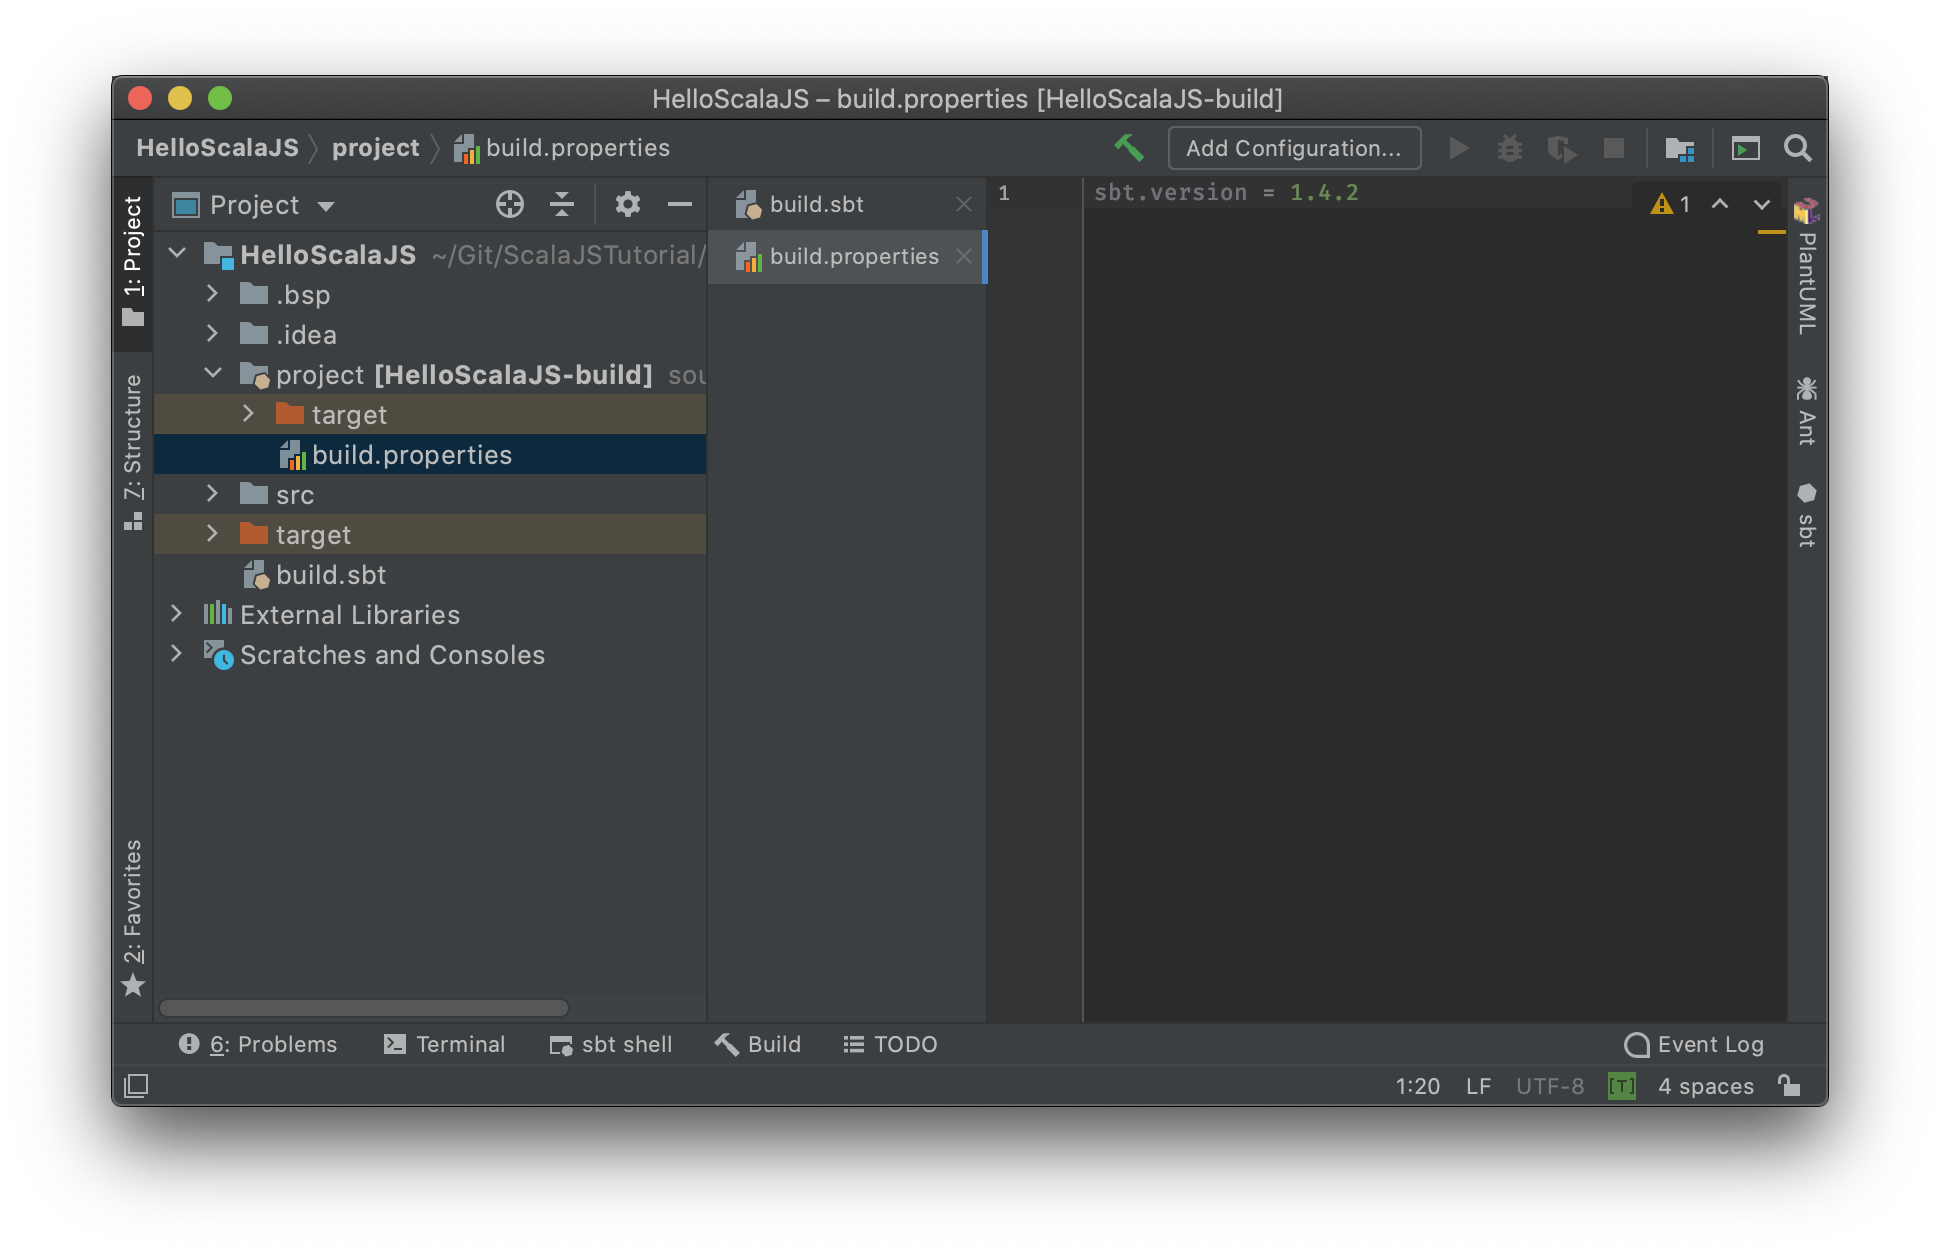 HelloScalaJS – build.properties [HelloScalaJS-build]
HelloScalaJS project build.properties
Add Configuration...
1: Project
7: Structure
2: Favorites
Project
HelloScalaJS ~/Git/ScalaJSTutorial/
.bsp
.idea
project [HelloScalaJS-build] sou
target
build.properties
src
target
build.sbt
External Libraries
Scratches and Consoles
build.sbt
build.properties
1 sbt.version = 1.4.2
1
PlantUML
Ant
sbt
6: Problems Terminal sbt shell Build TODO Event Log
1:20 LF UTF-8 [T] 4 spaces